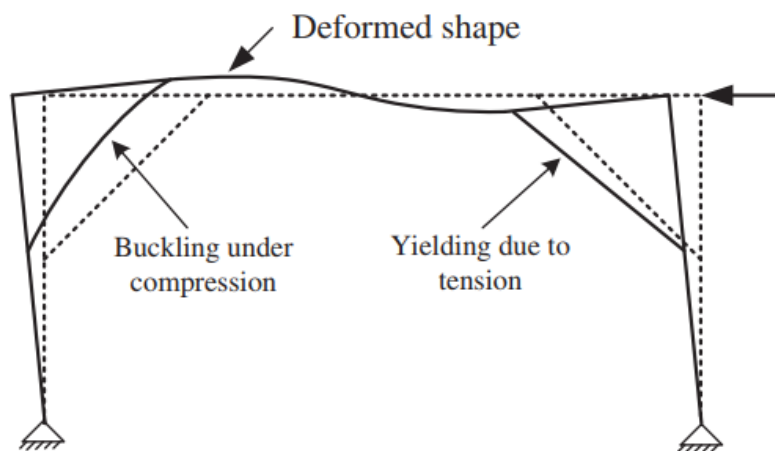 Deformed shape
Buckling under
compression
Yielding due to
tension